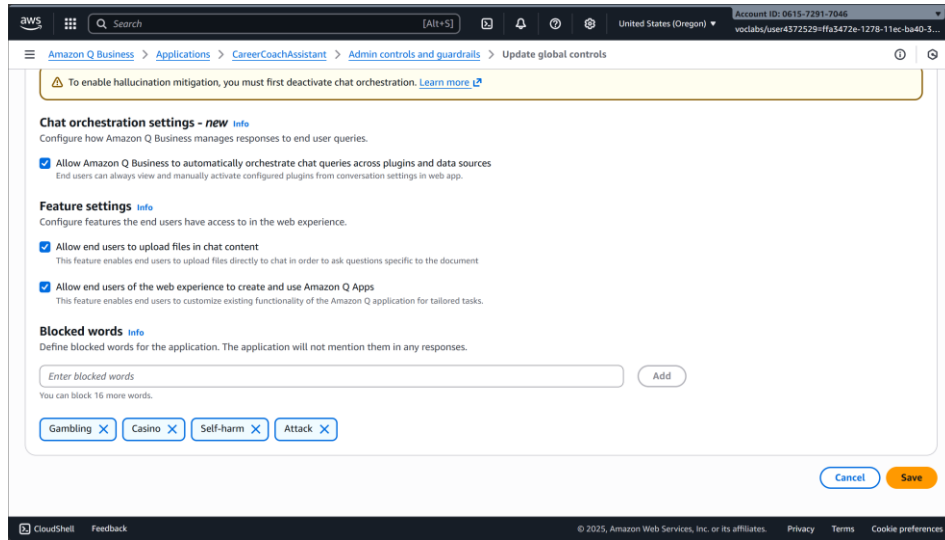 aws
Search
[Alt+S]
United States (Oregon) ▼
Account ID: 0615-7291-7046
voclabs/user4372529=ffa3472e-1278-11ec-ba40-3...
Amazon Q Business > Applications > CareerCoachAssistant > Admin controls and guardrails > Update global controls
To enable hallucination mitigation, you must first deactivate chat orchestration. Learn more
Chat orchestration settings - new Info
Configure how Amazon Q Business manages responses to end user queries.
Allow Amazon Q Business to automatically orchestrate chat queries across plugins and data sources
End users can always view and manually activate configured plugins from conversation settings in web app.
Feature settings Info
Configure features the end users have access to in the web experience.
Allow end users to upload files in chat content
This feature enables end users to upload files directly to chat in order to ask questions specific to the document
Allow end users of the web experience to create and use Amazon Q Apps
This feature enables end users to customize existing functionality of the Amazon Q application for tailored tasks.
Blocked words Info
Define blocked words for the application. The application will not mention them in any responses.
Enter blocked words
Add
You can block 16 more words.
Gambling Casino Self-harm Attack
Cancel Save
CloudShell Feedback © 2025, Amazon Web Services, Inc. or its affiliates. Privacy Terms Cookie preferences